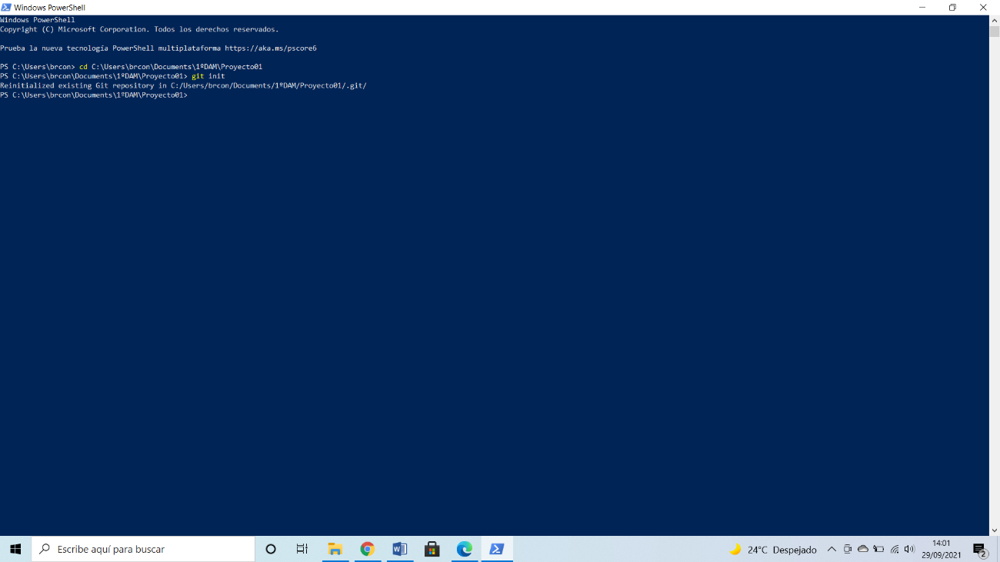 Windows PowerShell
Windows PowerShell
Copyright (C) Microsoft Corporation. Todos los derechos reservados.
Prueba la nueva tecnología PowerShell multiplataforma https://aka.ms/pscore6
PS C:\Users\brcon> cd C:\Users\brcon\Documents\1ºDAM\Proyecto01
PS C:\Users\brcon\Documents\1ºDAM\Proyecto01> git init
Reinitialized existing Git repository in C:/Users/brcon/Documents/1ºDAM/Proyecto01/.git/
PS C:\Users\brcon\Documents\1ºDAM\Proyecto01>
Escribe aquí para buscar
24°C Despejado
14:01
29/09/2021
2